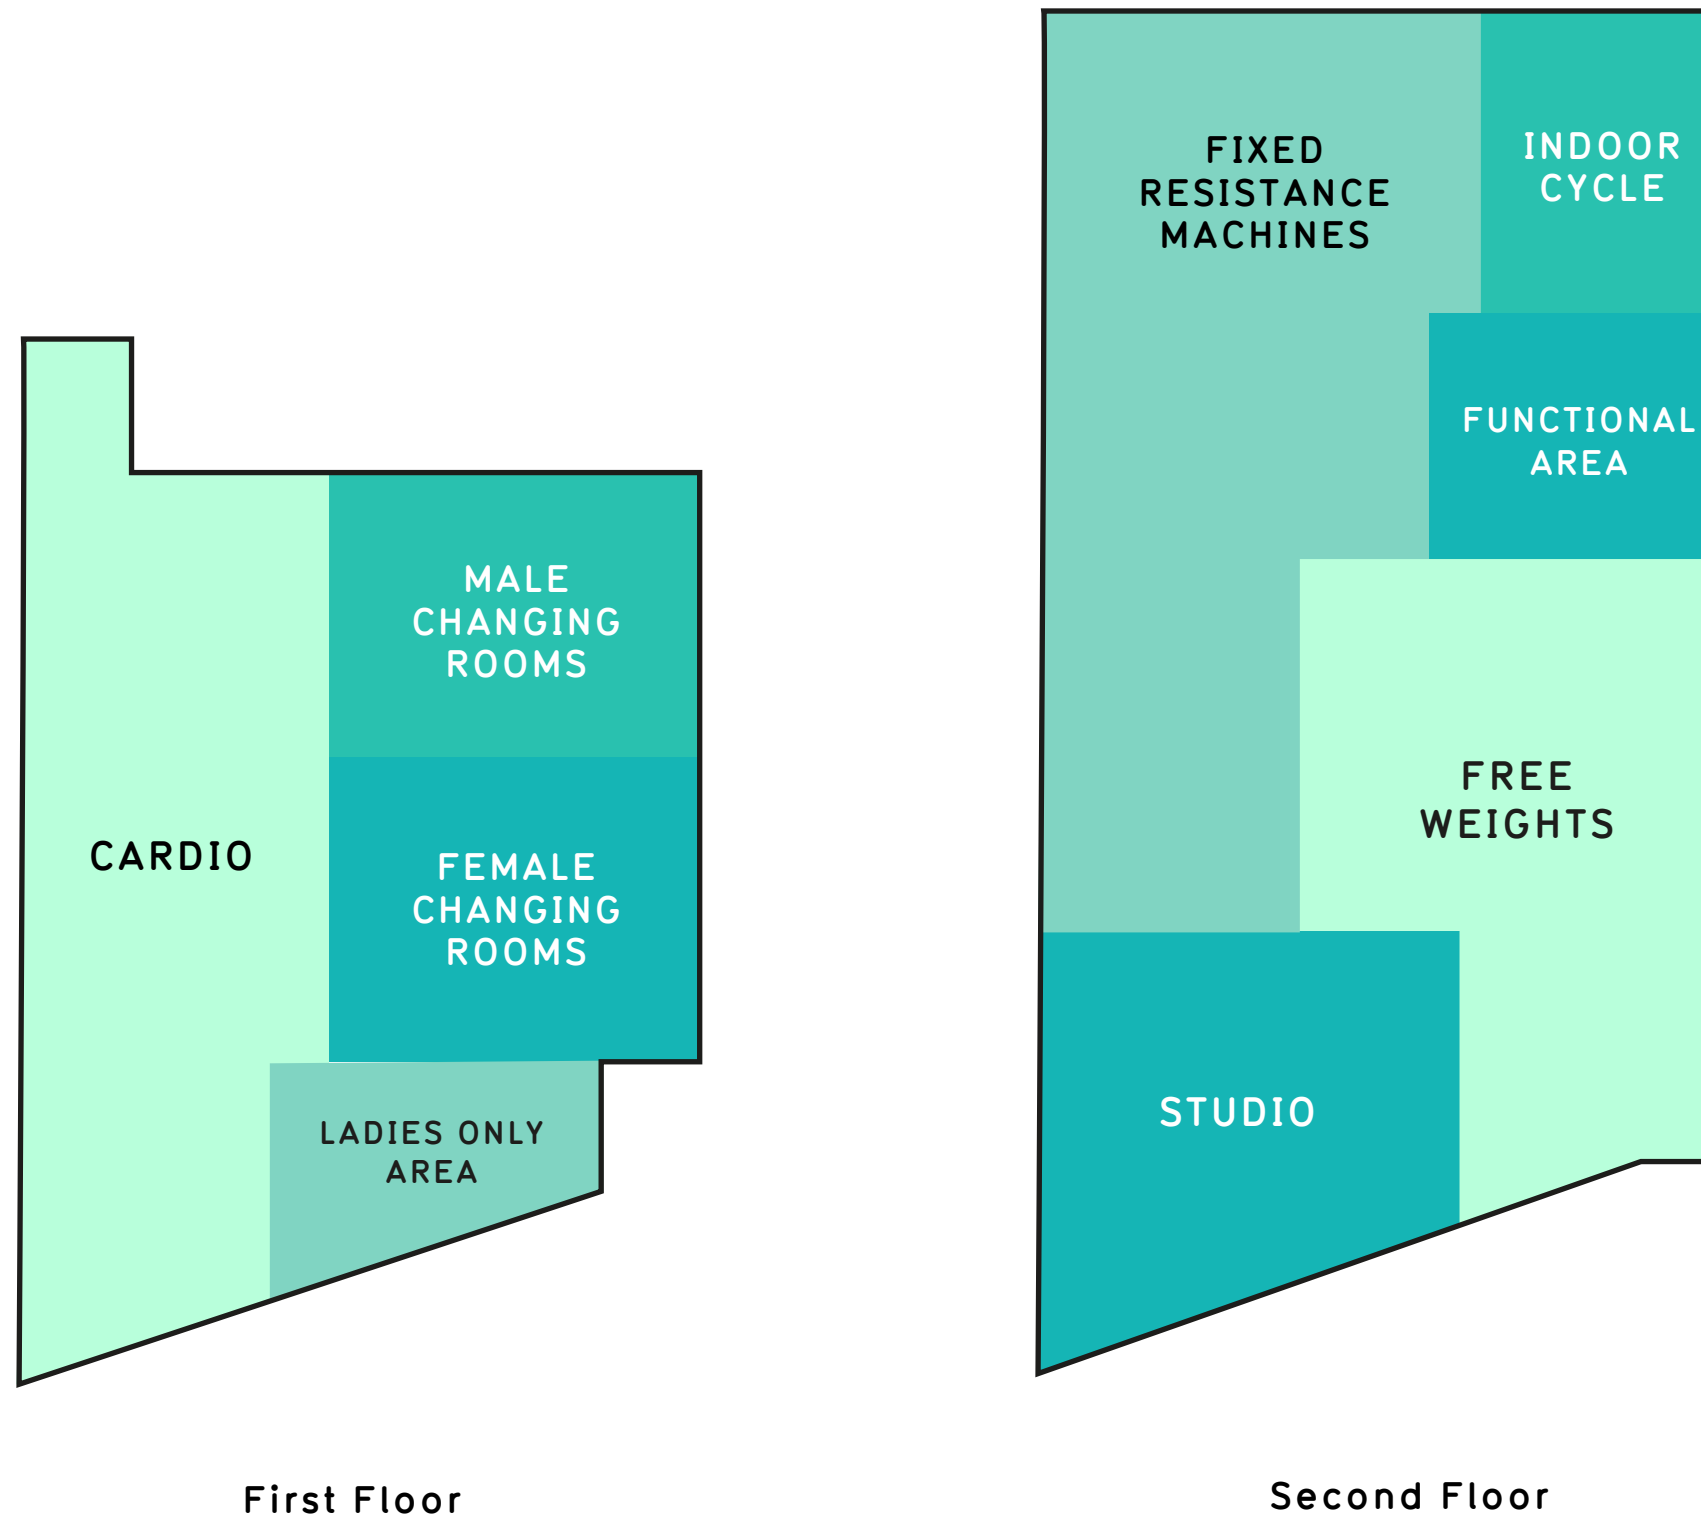 CARDIO
MALE
CHANGING
ROOMS
FEMALE
CHANGING
ROOMS
LADIES ONLY
AREA
First Floor
FIXED
RESISTANCE
MACHINES
INDOOR
CYCLE
FUNCTIONAL
AREA
FREE
WEIGHTS
STUDIO
Second Floor